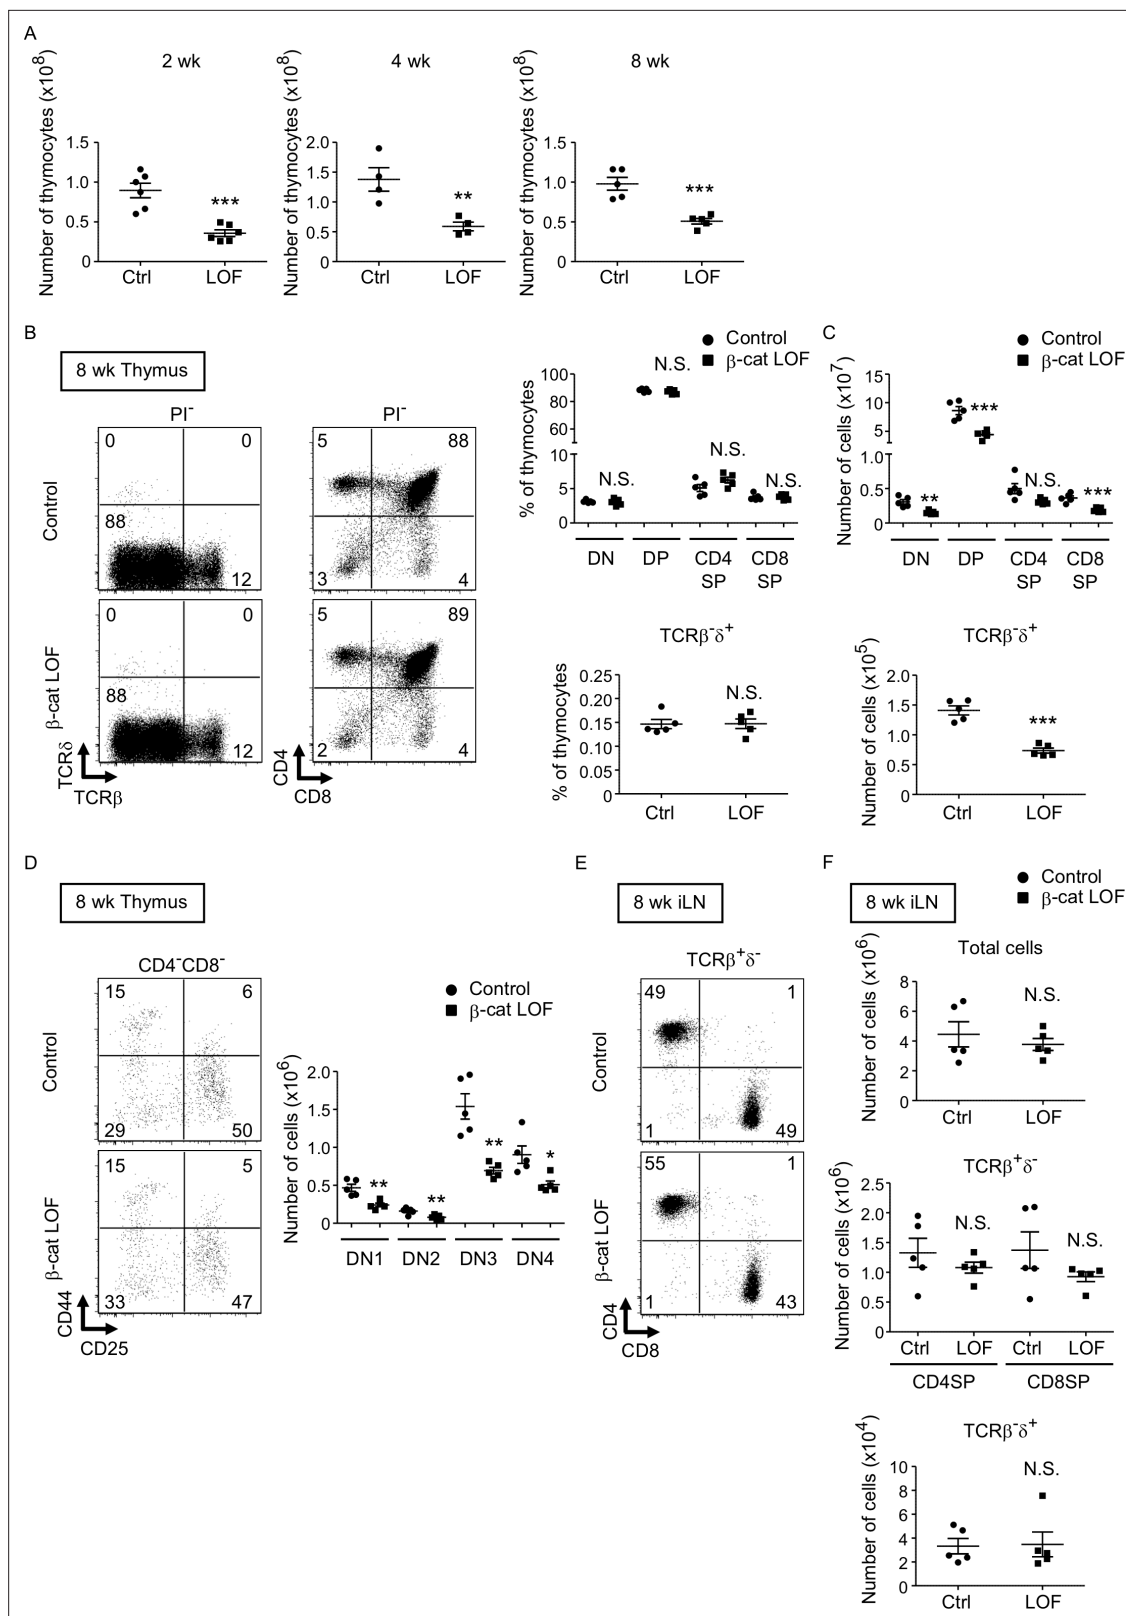 A
2 wk
4 wk
8 wk
Number of thymocytes (x10⁸)
1.5
1.0
0.5
0
Ctrl
LOF
***
Number of thymocytes (x10⁸)
2.0
1.5
1.0
0.5
0
Ctrl
LOF
**
Number of thymocytes (x10⁸)
1.5
1.0
0.5
0
Ctrl
LOF
***
B
8 wk Thymus
PI⁻
PI⁻
Control
0
0
88
12
5
88
3
4
β-cat LOF
0
0
88
12
5
89
2
4
TCRδ
TCRβ
CD4
CD8
Control
β-cat LOF
% of thymocytes
100
80
60
10
5
0
N.S.
N.S.
N.S.
N.S.
DN
DP
CD4 SP
CD8 SP
TCRβ⁻δ⁺
% of thymocytes
0.25
0.20
0.15
0.10
0.05
0
N.S.
Ctrl
LOF
C
Control
β-cat LOF
Number of cells (x10⁷)
15
10
5
1.0
0.5
0
**
***
N.S.
***
DN
DP
CD4 SP
CD8 SP
TCRβ⁻δ⁺
Number of cells (x10⁵)
2.0
1.5
1.0
0.5
0
***
Ctrl
LOF
D
8 wk Thymus
CD4⁻CD8⁻
Control
15
6
29
50
β-cat LOF
15
5
33
47
CD44
CD25
Control
β-cat LOF
Number of cells (x10⁶)
2.0
1.5
1.0
0.5
0
**
**
**
*
DN1
DN2
DN3
DN4
E
8 wk iLN
TCRβ⁺δ⁻
Control
49
1
1
49
β-cat LOF
55
1
1
43
CD4
CD8
F
Control
β-cat LOF
8 wk iLN
Total cells
Number of cells (x10⁶)
8
6
4
2
0
N.S.
Ctrl
LOF
TCRβ⁺δ⁻
Number of cells (x10⁶)
2.5
2.0
1.5
1.0
0.5
0
N.S.
N.S.
Ctrl
LOF
Ctrl
LOF
CD4SP
CD8SP
TCRβ⁻δ⁺
Number of cells (x10⁴)
10
8
6
4
2
0
N.S.
Ctrl
LOF